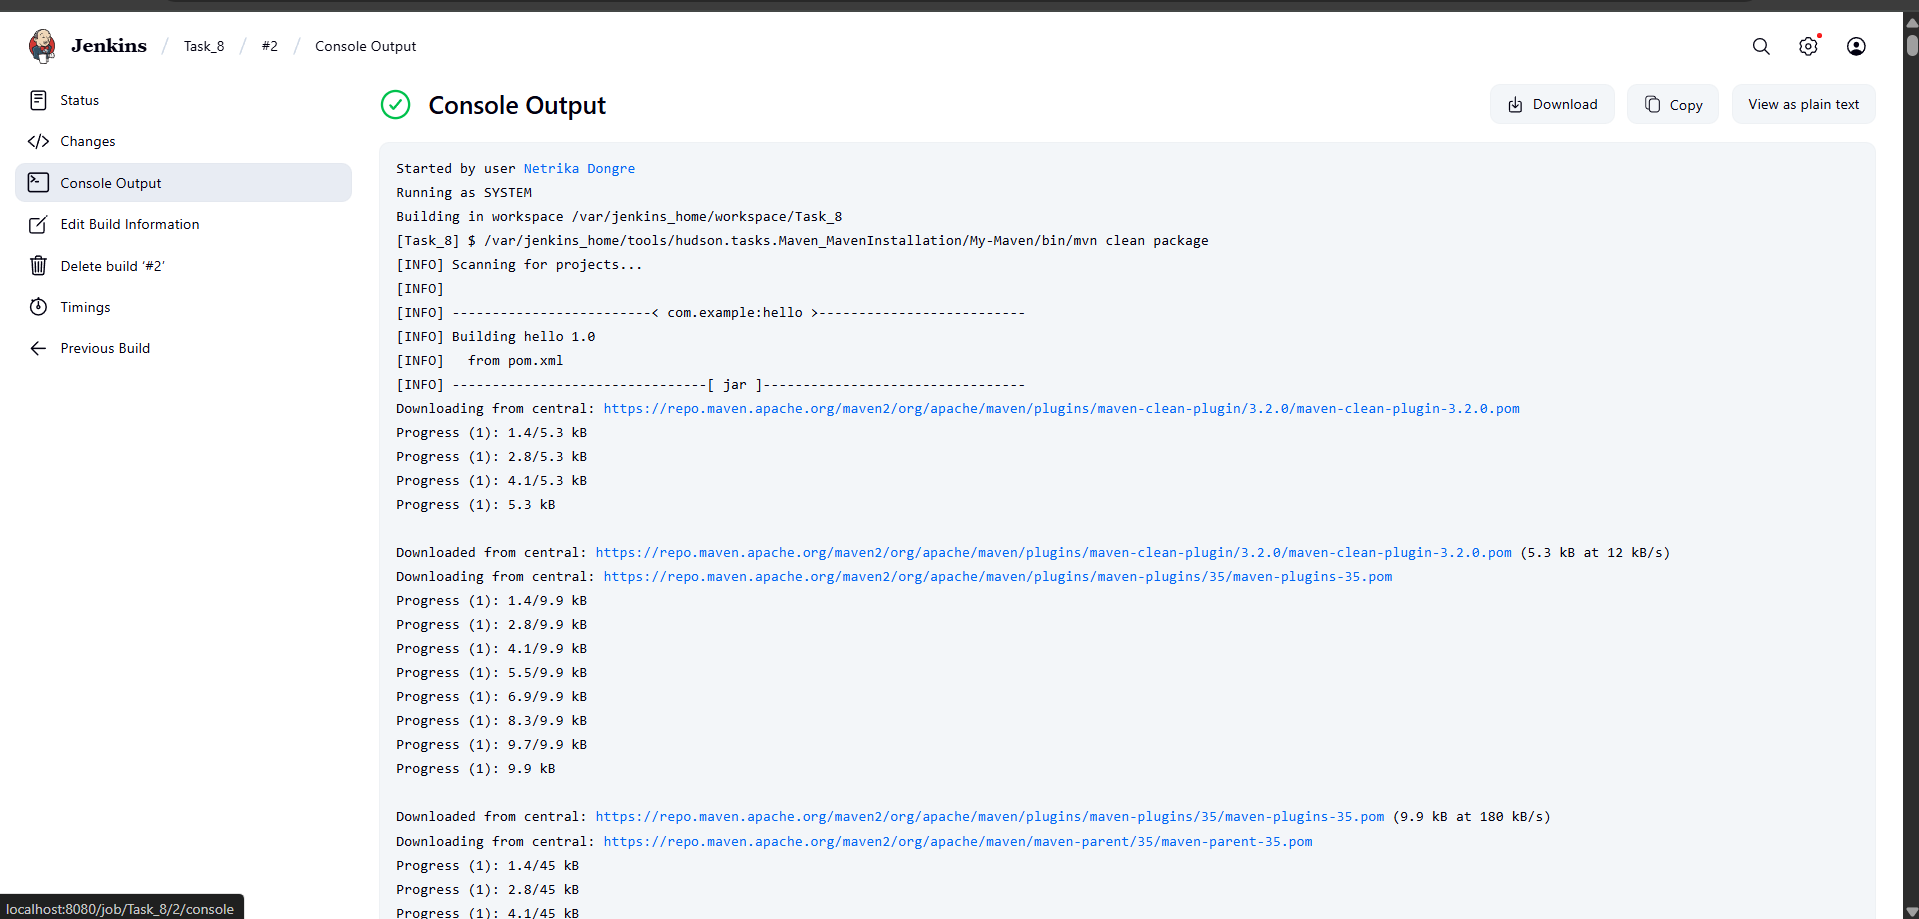 Jenkins / Task_8 / #2 / Console Output
Status
Changes
Console Output
Edit Build Information
Delete build ‘#2’
Timings
Previous Build
Console Output
Download
Copy
View as plain text
Started by user Netrika Dongre
Running as SYSTEM
Building in workspace /var/jenkins_home/workspace/Task_8
[Task_8] $ /var/jenkins_home/tools/hudson.tasks.Maven_MavenInstallation/My-Maven/bin/mvn clean package
[INFO] Scanning for projects...
[INFO]
[INFO] -------------------------< com.example:hello >--------------------------
[INFO] Building hello 1.0
[INFO]   from pom.xml
[INFO] --------------------------------[ jar ]---------------------------------
Downloading from central: https://repo.maven.apache.org/maven2/org/apache/maven/plugins/maven-clean-plugin/3.2.0/maven-clean-plugin-3.2.0.pom
Progress (1): 1.4/5.3 kB
Progress (1): 2.8/5.3 kB
Progress (1): 4.1/5.3 kB
Progress (1): 5.3 kB
Downloaded from central: https://repo.maven.apache.org/maven2/org/apache/maven/plugins/maven-clean-plugin/3.2.0/maven-clean-plugin-3.2.0.pom (5.3 kB at 12 kB/s)
Downloading from central: https://repo.maven.apache.org/maven2/org/apache/maven/plugins/maven-plugins/35/maven-plugins-35.pom
Progress (1): 1.4/9.9 kB
Progress (1): 2.8/9.9 kB
Progress (1): 4.1/9.9 kB
Progress (1): 5.5/9.9 kB
Progress (1): 6.9/9.9 kB
Progress (1): 8.3/9.9 kB
Progress (1): 9.7/9.9 kB
Progress (1): 9.9 kB
Downloaded from central: https://repo.maven.apache.org/maven2/org/apache/maven/plugins/maven-plugins/35/maven-plugins-35.pom (9.9 kB at 180 kB/s)
Downloading from central: https://repo.maven.apache.org/maven2/org/apache/maven/maven-parent/35/maven-parent-35.pom
Progress (1): 1.4/45 kB
Progress (1): 2.8/45 kB
Progress (1): 4.1/45 kB
localhost:8080/job/Task_8/2/console